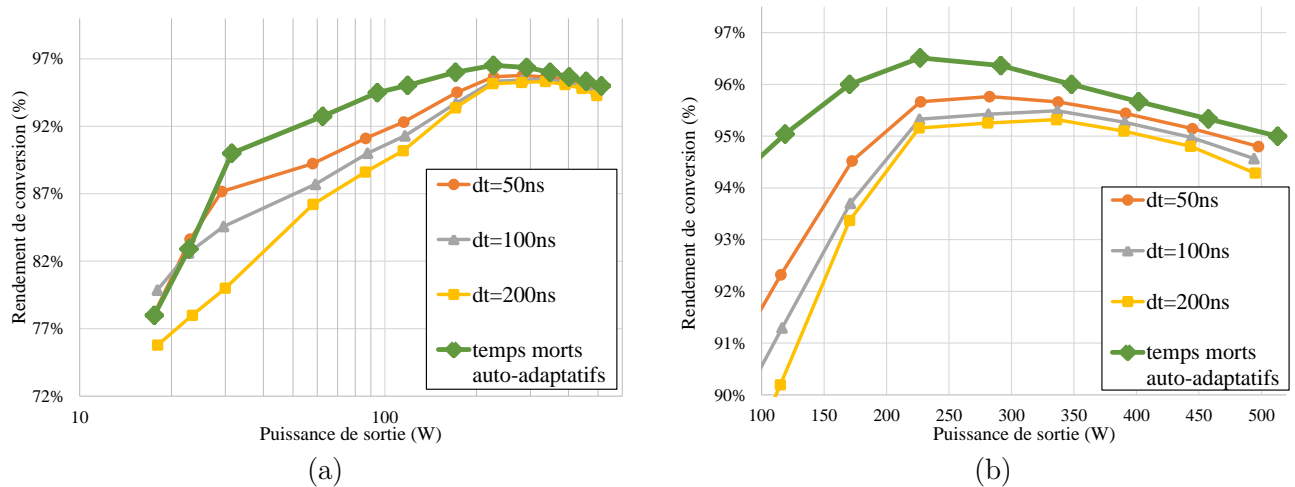 Rendement de conversion (%)
97%
92%
87%
82%
77%
72%
10
100
Puissance de sortie (W)
dt=50ns
dt=100ns
dt=200ns
temps morts
auto-adaptatifs
(a)
Rendement de conversion (%)
97%
96%
95%
94%
93%
92%
91%
90%
100 150 200 250 300 350 400 450 500
Puissance de sortie (W)
dt=50ns
dt=100ns
dt=200ns
temps morts
auto-adaptatifs
(b)